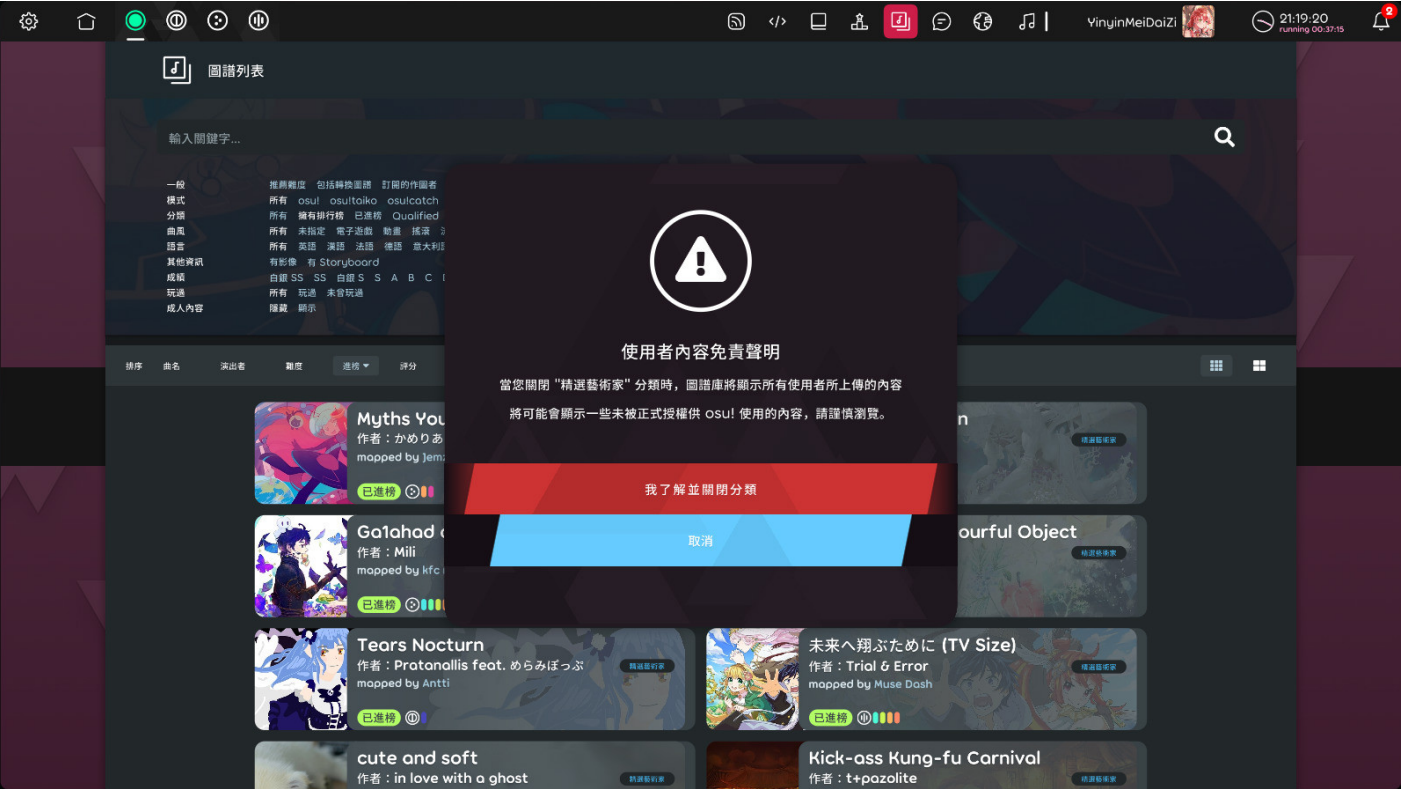 </>
YinyinMeiDaiZi
21:19:20
running 00:37:15
2
圖譜列表
輸入關鍵字...
一般 推薦難度 包括轉換圖譜 訂閱的作圖者
模式 所有 osu! osu!taiko osu!catch
分類 所有 擁有排行榜 已進榜 Qualified
曲風 所有 未指定 電子遊戲 動畫 搖滾
語言 所有 英語 漢語 法語 德語 意大利語
其他資訊 有影像 有 Storyboard
成績 白銀 SS SS 白銀 S S A B C D
玩過 所有 玩過 未曾玩過
成人內容 隱藏 顯示
使用者內容免責聲明
當您關閉 "精選藝術家" 分類時，圖譜庫將顯示所有使用者所上傳的內容
將可能會顯示一些未被正式授權供 osu! 使用的內容，請謹慎瀏覽。
我了解並關閉分類
取消
排序 曲名 演出者 難度 進榜 評分
Myths You
作者：かめりあ
mapped by Jem
已進榜
n
精選藝術家
Ga1ahad
作者：Mili
mapped by kfc
已進榜
ourful Object
精選藝術家
Tears Nocturn
作者：Pratanallis feat. めらみぽっぷ
精選藝術家
mapped by Antti
已進榜
未来へ翔ぶために (TV Size)
作者：Trial & Error
精選藝術家
mapped by Muse Dash
已進榜
cute and soft
作者：in love with a ghost
精選藝術家
Kick-ass Kung-fu Carnival
作者：t+pazolite
精選藝術家